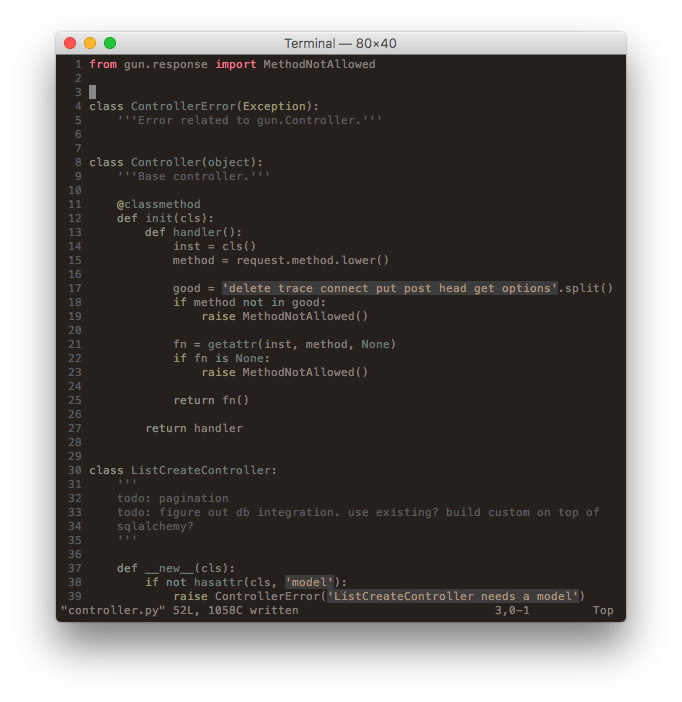 Terminal — 80×40
1 from gun.response import MethodNotAllowed
2
3
4 class ControllerError(Exception):
5     '''Error related to gun.Controller.'''
6
7
8 class Controller(object):
9     '''Base controller.'''
10
11     @classmethod
12     def init(cls):
13         def handler():
14             inst = cls()
15             method = request.method.lower()
16
17             good = 'delete trace connect put post head get options'.split()
18             if method not in good:
19                 raise MethodNotAllowed()
20
21             fn = getattr(inst, method, None)
22             if fn is None:
23                 raise MethodNotAllowed()
24
25             return fn()
26
27         return handler
28
29
30 class ListCreateController:
31     '''
32     todo: pagination
33     todo: figure out db integration. use existing? build custom on top of
34     sqlalchemy?
35     '''
36
37     def __new__(cls):
38         if not hasattr(cls, 'model'):
39             raise ControllerError('ListCreateController needs a model')
"controller.py" 52L, 1058C written 3,0-1 Top